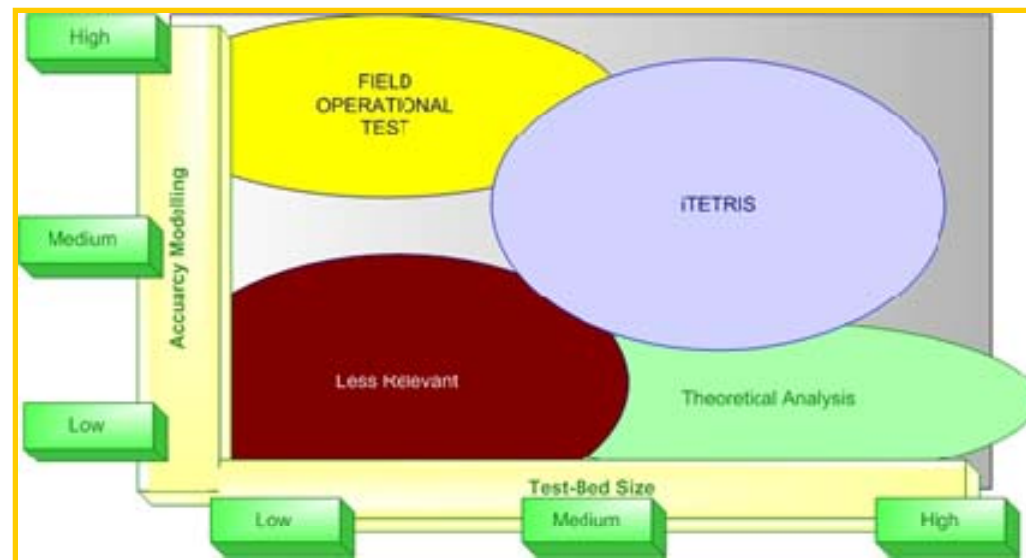 High
FIELD
OPERATIONAL
TEST
iTETRIS
Medium
Accuarcy Modelling
Less Relevant
Theoretical Analysis
Low
Test-Bed Size
Low
Medium
High